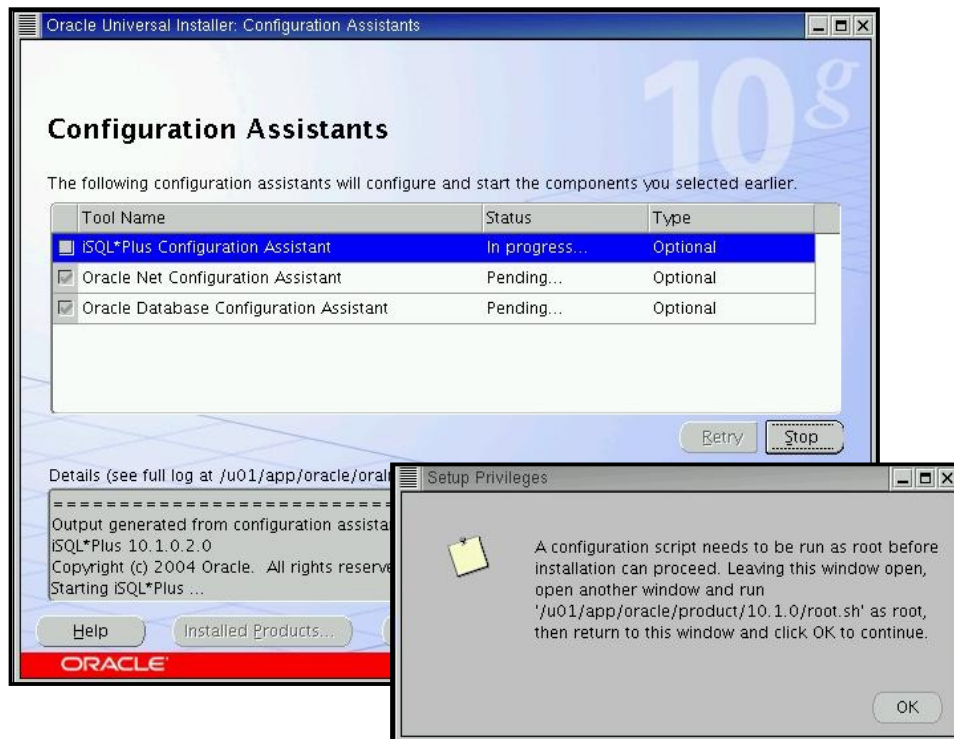 Oracle Universal Installer: Configuration Assistants
10g
Configuration Assistants
The following configuration assistants will configure and start the components you selected earlier.
Tool Name Status Type
iSQL*Plus Configuration Assistant In progress... Optional
Oracle Net Configuration Assistant Pending... Optional
Oracle Database Configuration Assistant Pending... Optional
Retry Stop
Details (see full log at /u01/app/oracle/
Output generated from configuration
iSQL*Plus 10.1.0.2.0
Copyright (c) 2004 Oracle. All rights
Starting iSQL*Plus ...
Help Installed Products...
ORACLE
Setup Privileges
A configuration script needs to be run as root before
installation can proceed. Leaving this window open,
open another window and run
'/u01/app/oracle/product/10.1.0/root.sh' as root,
then return to this window and click OK to continue.
OK